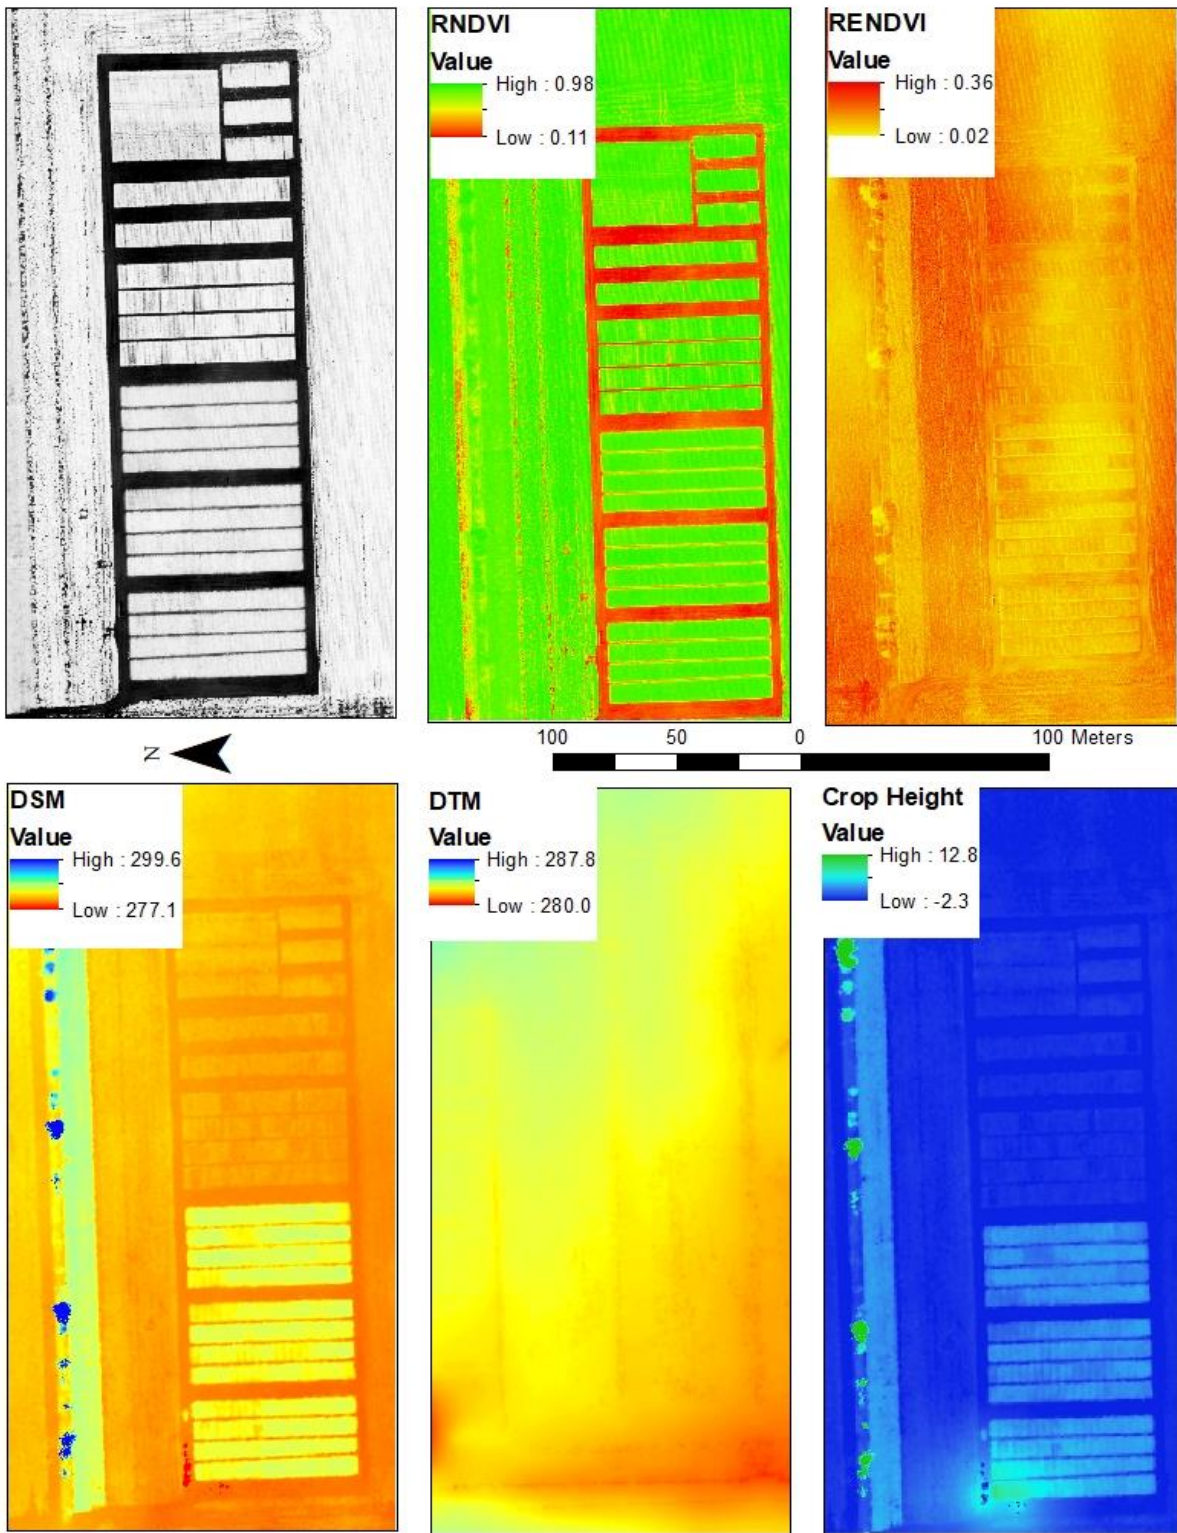 RNDVI
Value
High : 0.98
Low : 0.11
RENDVI
Value
High : 0.36
Low : 0.02
N
100 50 0 100 Meters
DSM
Value
High : 299.6
Low : 277.1
DTM
Value
High : 287.8
Low : 280.0
Crop Height
Value
High : 12.8
Low : -2.3